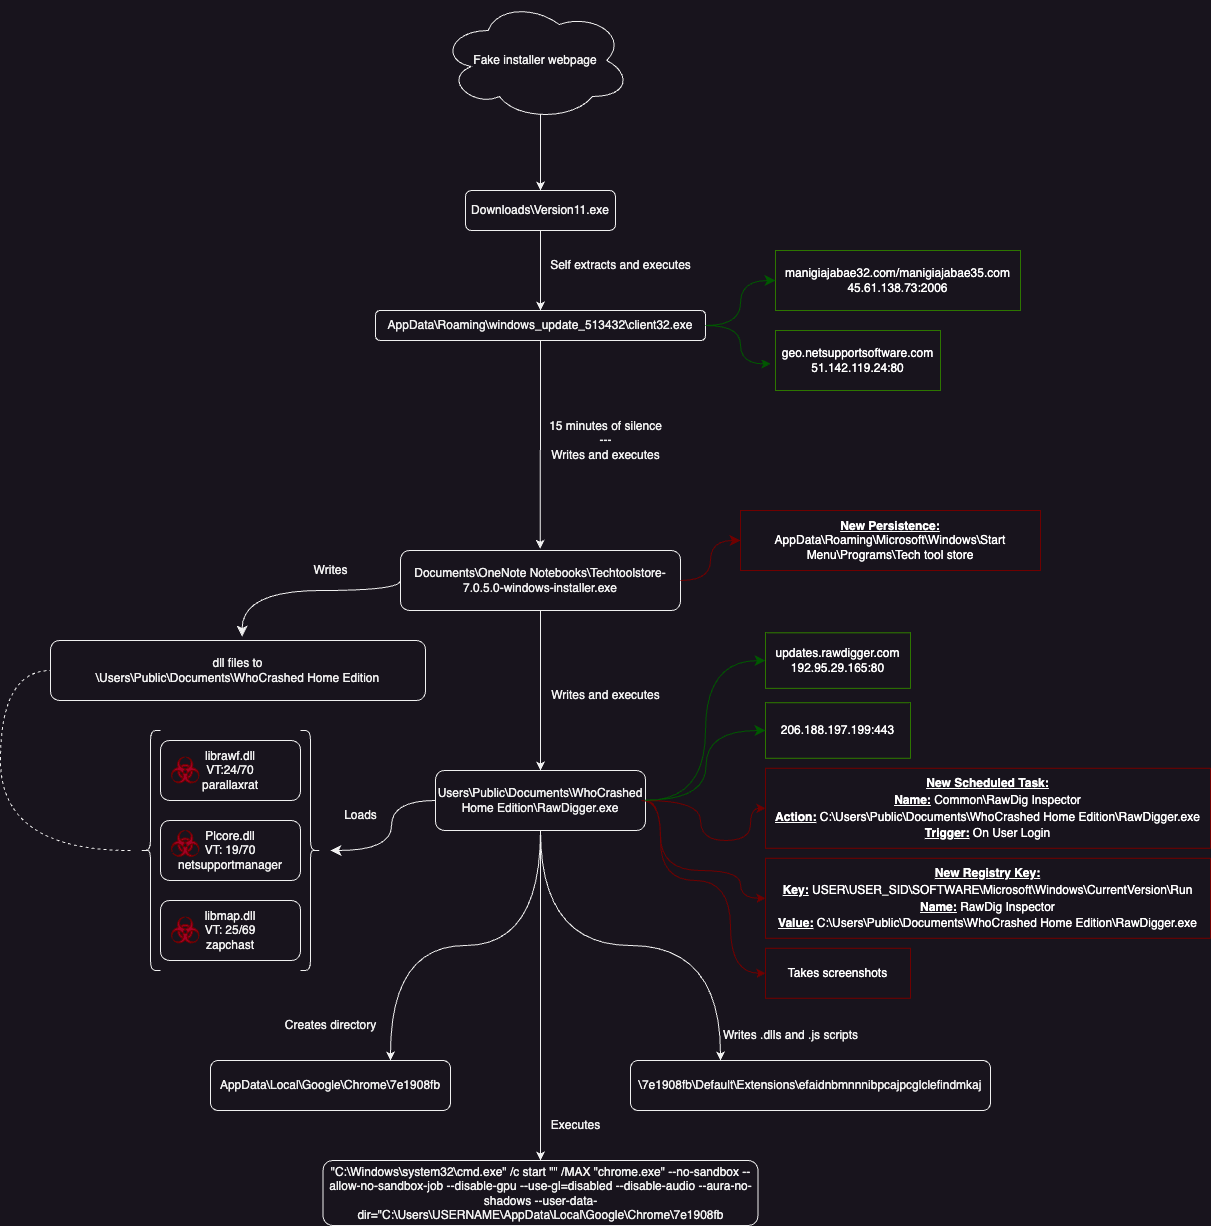 Fake installer webpage
Downloads\Version11.exe
Self extracts and executes
manigiajabae32.com/manigiajabae35.com
45.61.138.73:2006
AppData\Roaming\windows_update_513432\client32.exe
geo.netsupportsoftware.com
51.142.119.24:80
15 minutes of silence
---
Writes and executes
New Persistence:
AppData\Roaming\Microsoft\Windows\Start
Menu\Programs\Tech tool store
Documents\OneNote Notebooks\Techtoolstore-
7.0.5.0-windows-installer.exe
Writes
dll files to
\Users\Public\Documents\WhoCrashed Home Edition
Writes and executes
updates.rawdigger.com
192.95.29.165:80
206.188.197.199:443
librawf.dll
VT:24/70
parallaxrat
Plcore.dll
VT: 19/70
netsupportmanager
libmap.dll
VT: 25/69
zapchast
Loads
Users\Public\Documents\WhoCrashed
Home Edition\RawDigger.exe
New Scheduled Task:
Name: Common\RawDig Inspector
Action: C:\Users\Public\Documents\WhoCrashed Home Edition\RawDigger.exe
Trigger: On User Login
New Registry Key:
Key: USER\USER_SID\SOFTWARE\Microsoft\Windows\CurrentVersion\Run
Name: RawDig Inspector
Value: C:\Users\Public\Documents\WhoCrashed Home Edition\RawDigger.exe
Takes screenshots
Creates directory
Writes .dlls and .js scripts
AppData\Local\Google\Chrome\7e1908fb
\7e1908fb\Default\Extensions\efaidnbmnnnibpcajpcglclefindmkaj
Executes
"C:\Windows\system32\cmd.exe" /c start "" /MAX "chrome.exe" --no-sandbox --
allow-no-sandbox-job --disable-gpu --use-gl=disabled --disable-audio --aura-no-
shadows --user-data-
dir="C:\Users\USERNAME\AppData\Local\Google\Chrome\7e1908fb